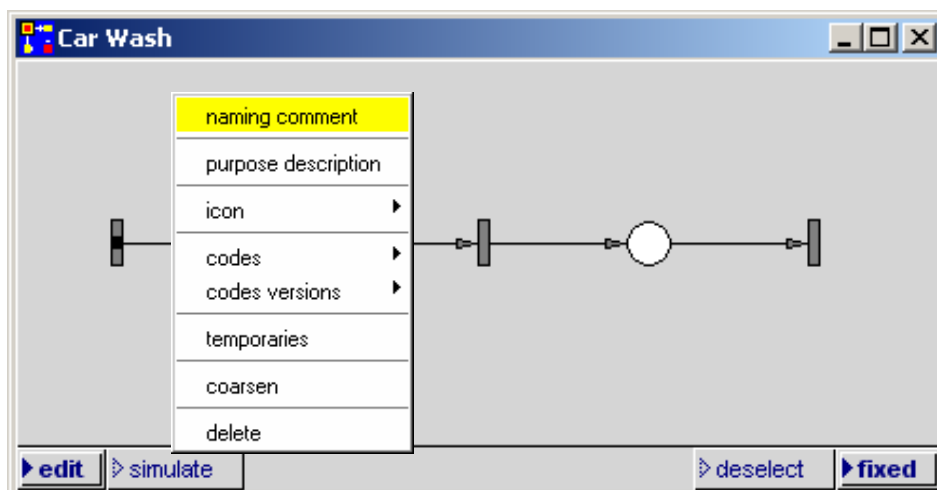 Car Wash
naming comment
purpose description
icon
codes
codes versions
temporaries
coarsen
delete
edit
simulate
deselect
fixed